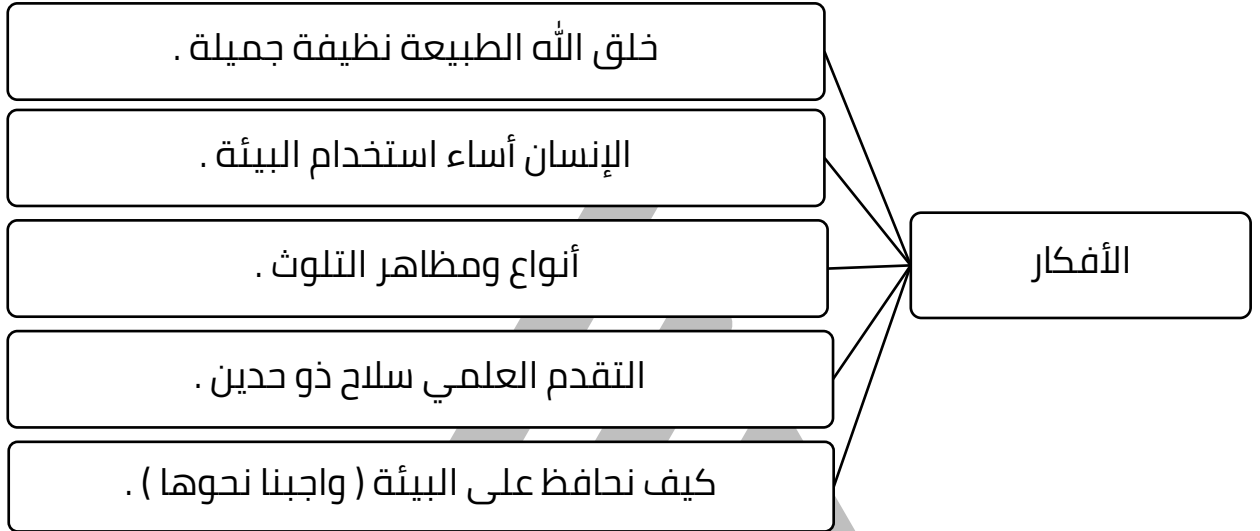 الأفكار
خلق الله الطبيعة نظيفة جميلة .
الإنسان أساء استخدام البيئة .
أنواع ومظاهر التلوث .
التقدم العلمي سلاح ذو حدين .
كيف نحافظ على البيئة ( واجبنا نحوها ) .